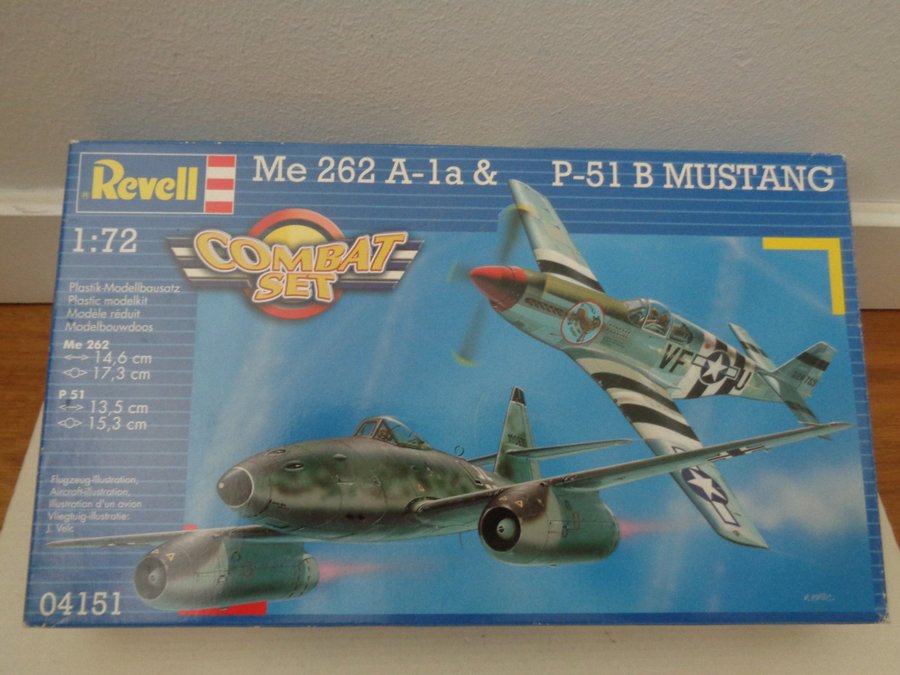 Revell
Me 262 A-1a & P-51 B MUSTANG
1:72
COMBAT
SET
Plastik-Modellbausatz
Plastic modelkit
Modèle réduit
Modelbouwdoos
Me 262
14,6 cm
17,3 cm
P 51
13,5 cm
15,3 cm
VF
U
Flugzeug-Illustration,
Aircraft-illustration,
Illustration d'un avion
Vliegtuig-illustratie:
04151